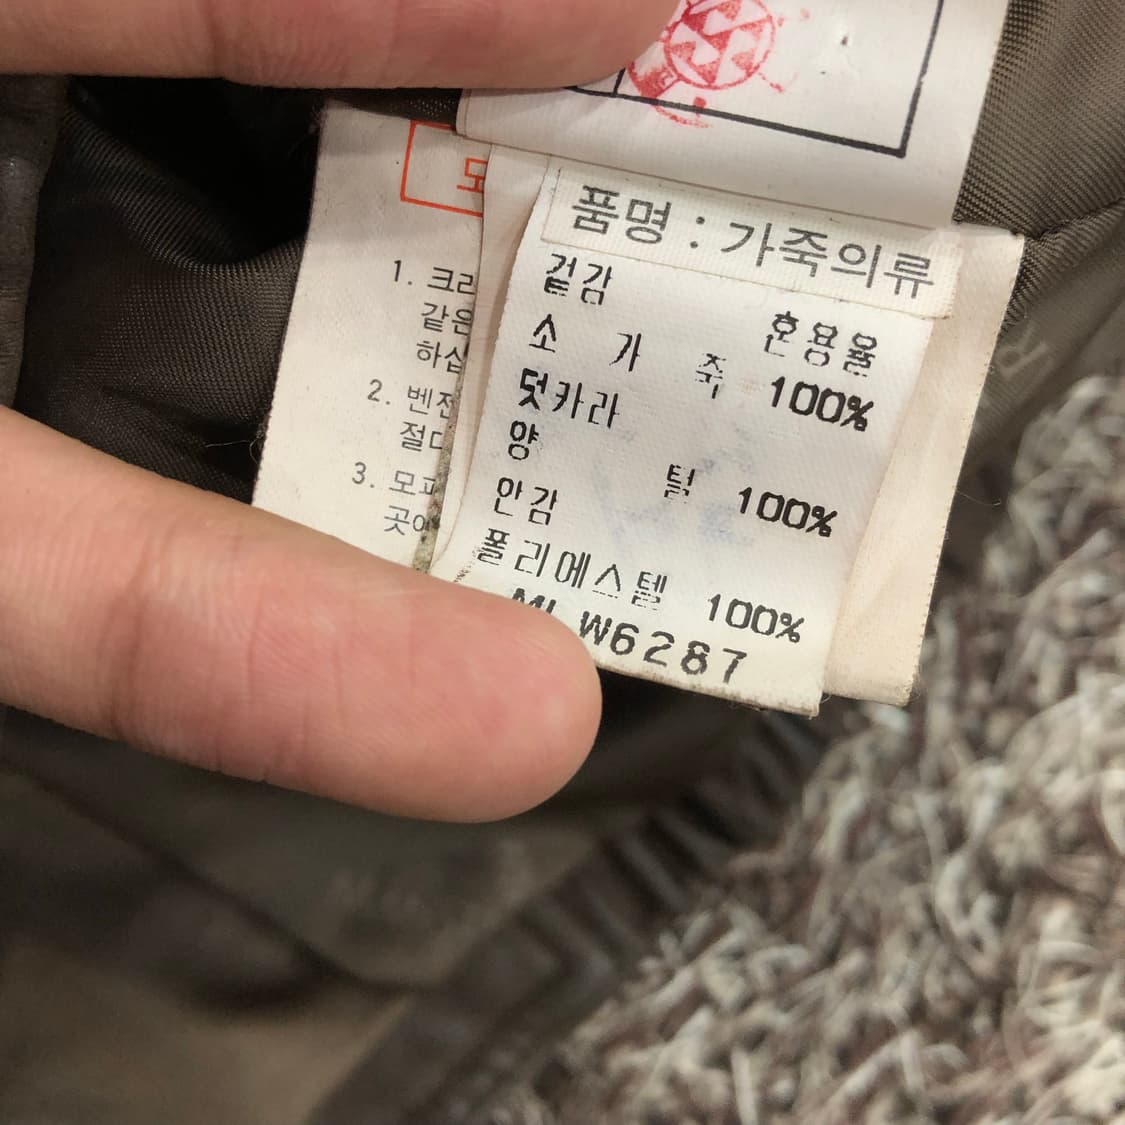 품명 : 가죽의류
겉감 혼용율
소 가 죽 100%
덧카라
양 털 100%
안감
폴리에스텔 100%
W6287
1. 크리
같은
하십
2. 벤젠
절대
3. 모피
곳에